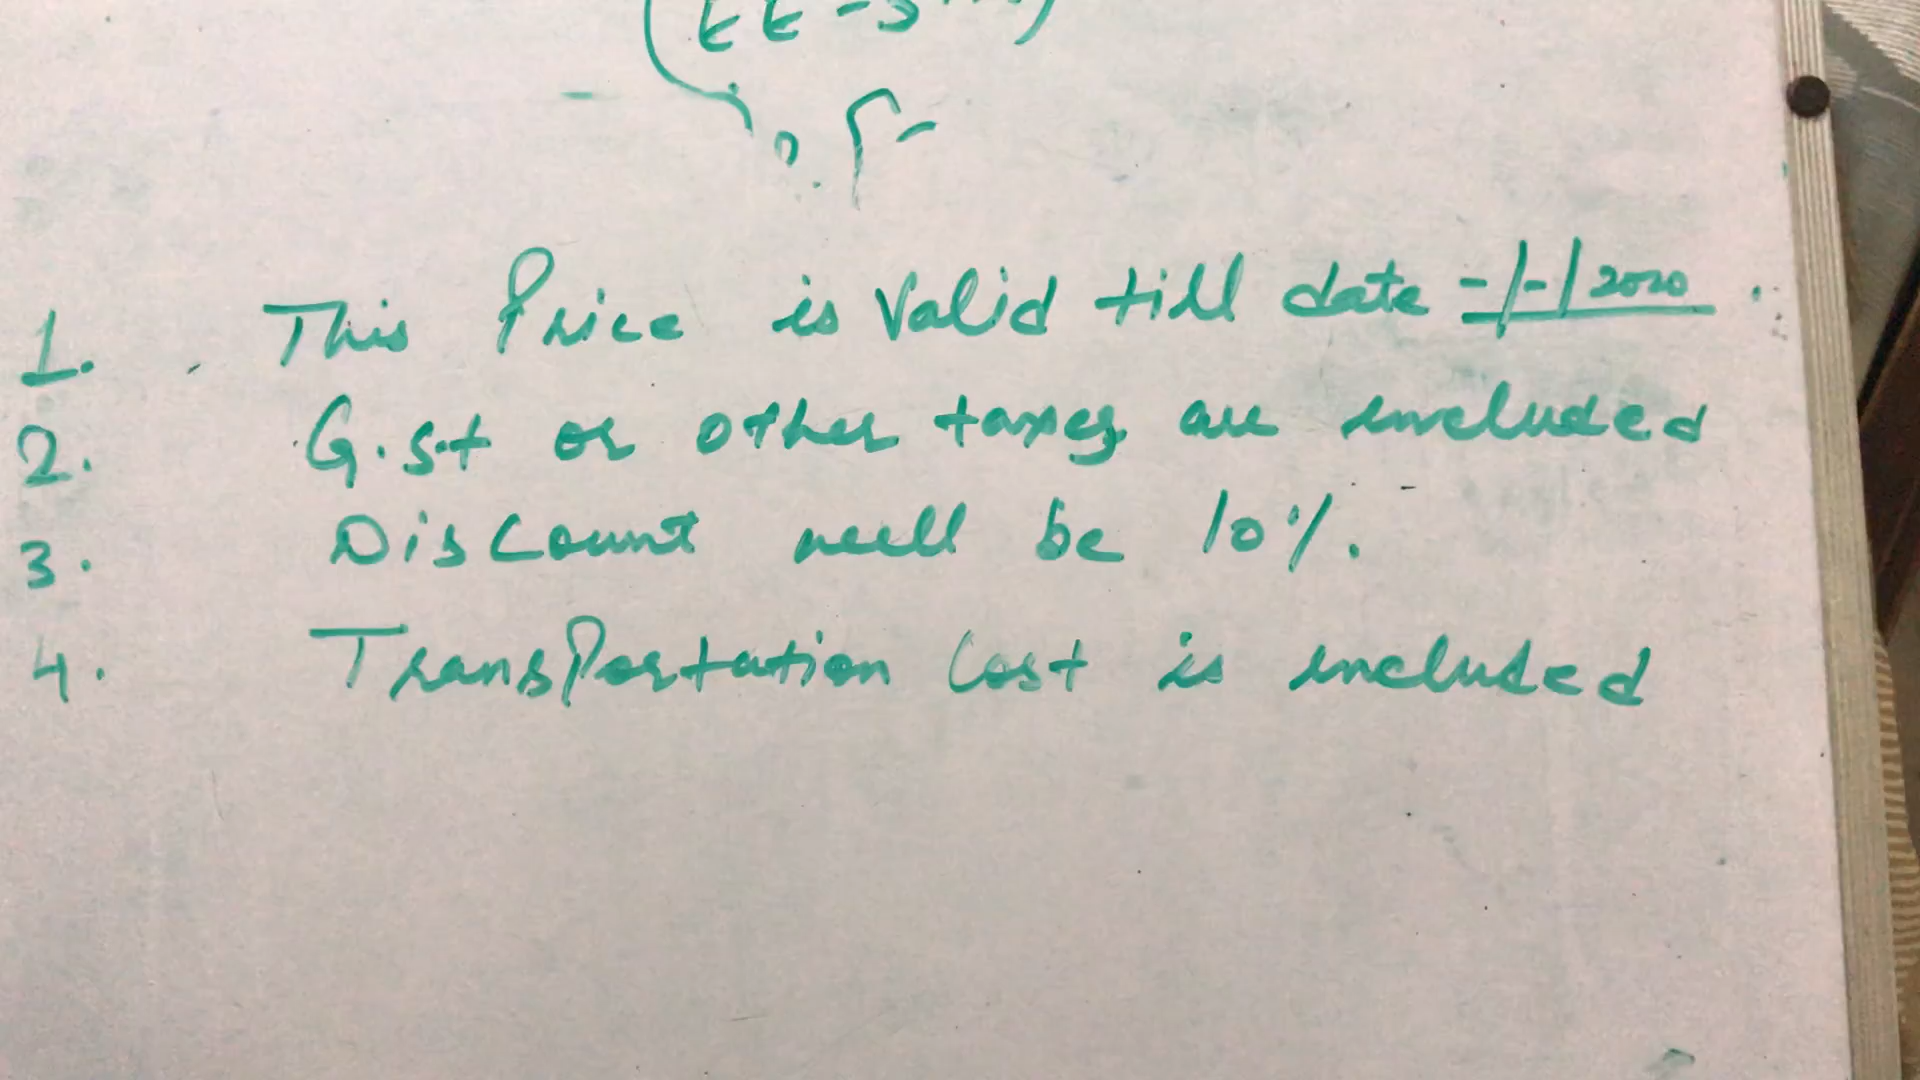 1. This Price is Valid till date -/-/2020.
2. G.st or other taxes are included
3. Discount will be 10%.
4. Transportation Cost is included